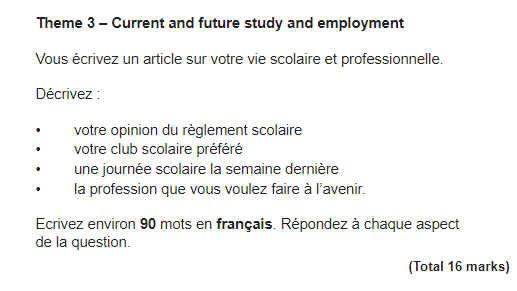 Theme 3 – Current and future study and employment
Vous écrivez un article sur votre vie scolaire et professionnelle.
Décrivez :
• votre opinion du règlement scolaire
• votre club scolaire préféré
• une journée scolaire la semaine dernière
• la profession que vous voulez faire à l’avenir.
Ecrivez environ 90 mots en français. Répondez à chaque aspect
de la question.
(Total 16 marks)